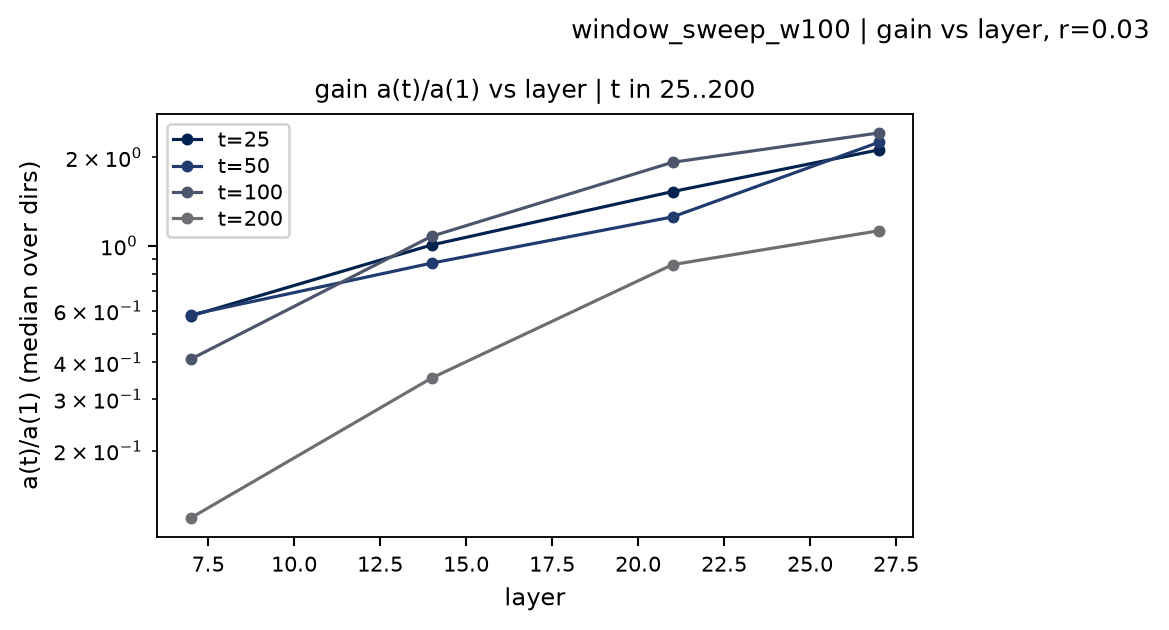 window_sweep_w100 | gain vs layer, r=0.03
gain a(t)/a(1) vs layer | t in 25..200
t=25
t=50
t=100
t=200
a(t)/a(1) (median over dirs)
2 × 10⁰
10⁰
6 × 10⁻¹
4 × 10⁻¹
3 × 10⁻¹
2 × 10⁻¹
7.5 10.0 12.5 15.0 17.5 20.0 22.5 25.0 27.5
layer